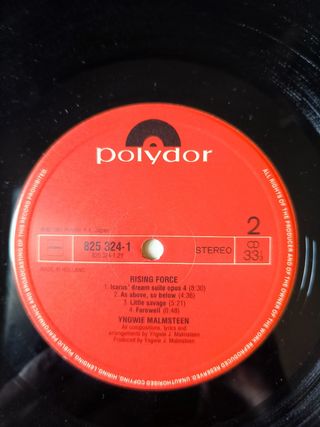 polydor
825 324-1
STEREO
2
33⅓
MADE IN HOLLAND
RISING FORCE
1. Icarus' dream suite opus 4 (8:30)
2. As above, so below (4:36)
3. Little savage (5:21)
4. Farewell (0:48)
YNGWIE MALMSTEEN
All compositions, lyrics and
arrangements by Yngwie J. Malmsteen
Produced by Yngwie J. Malmsteen
ALL RIGHTS OF THE PRODUCER AND OF THE OWNER OF THE WORK REPRODUCED RESERVED. UNAUTHORISED COPYING, HIRING, LENDING, PUBLIC PERFORMANCE AND BROADCASTING OF THIS RECORD PROHIBITED.